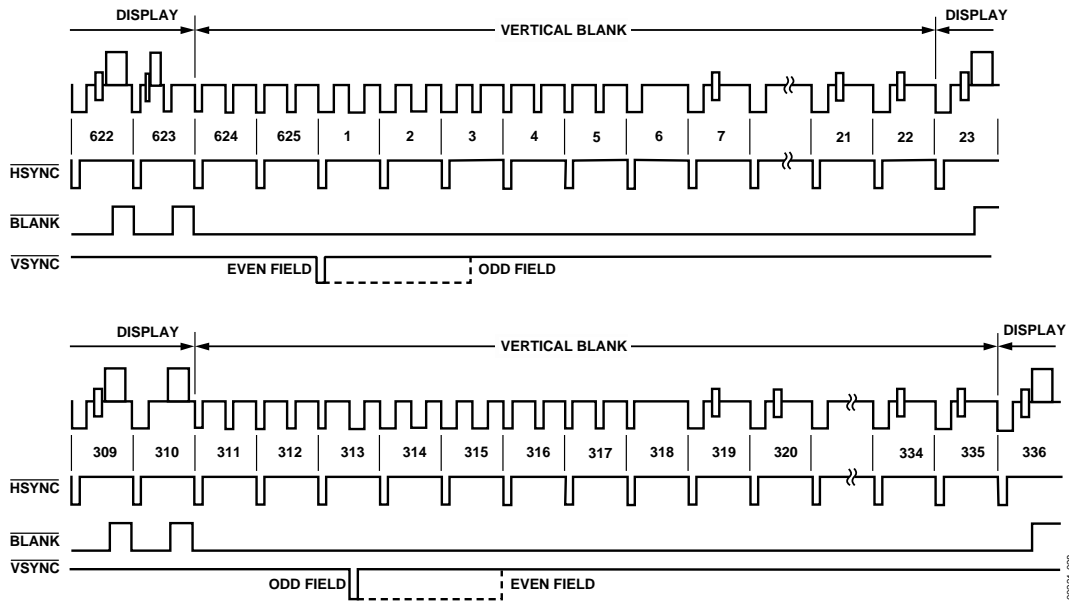 DISPLAY VERTICAL BLANK DISPLAY
622 623 624 625 1 2 3 4 5 6 7 21 22 23
HSYNC
BLANK
VSYNC
EVEN FIELD ODD FIELD
DISPLAY VERTICAL BLANK DISPLAY
309 310 311 312 313 314 315 316 317 318 319 320 334 335 336
HSYNC
BLANK
VSYNC
ODD FIELD EVEN FIELD